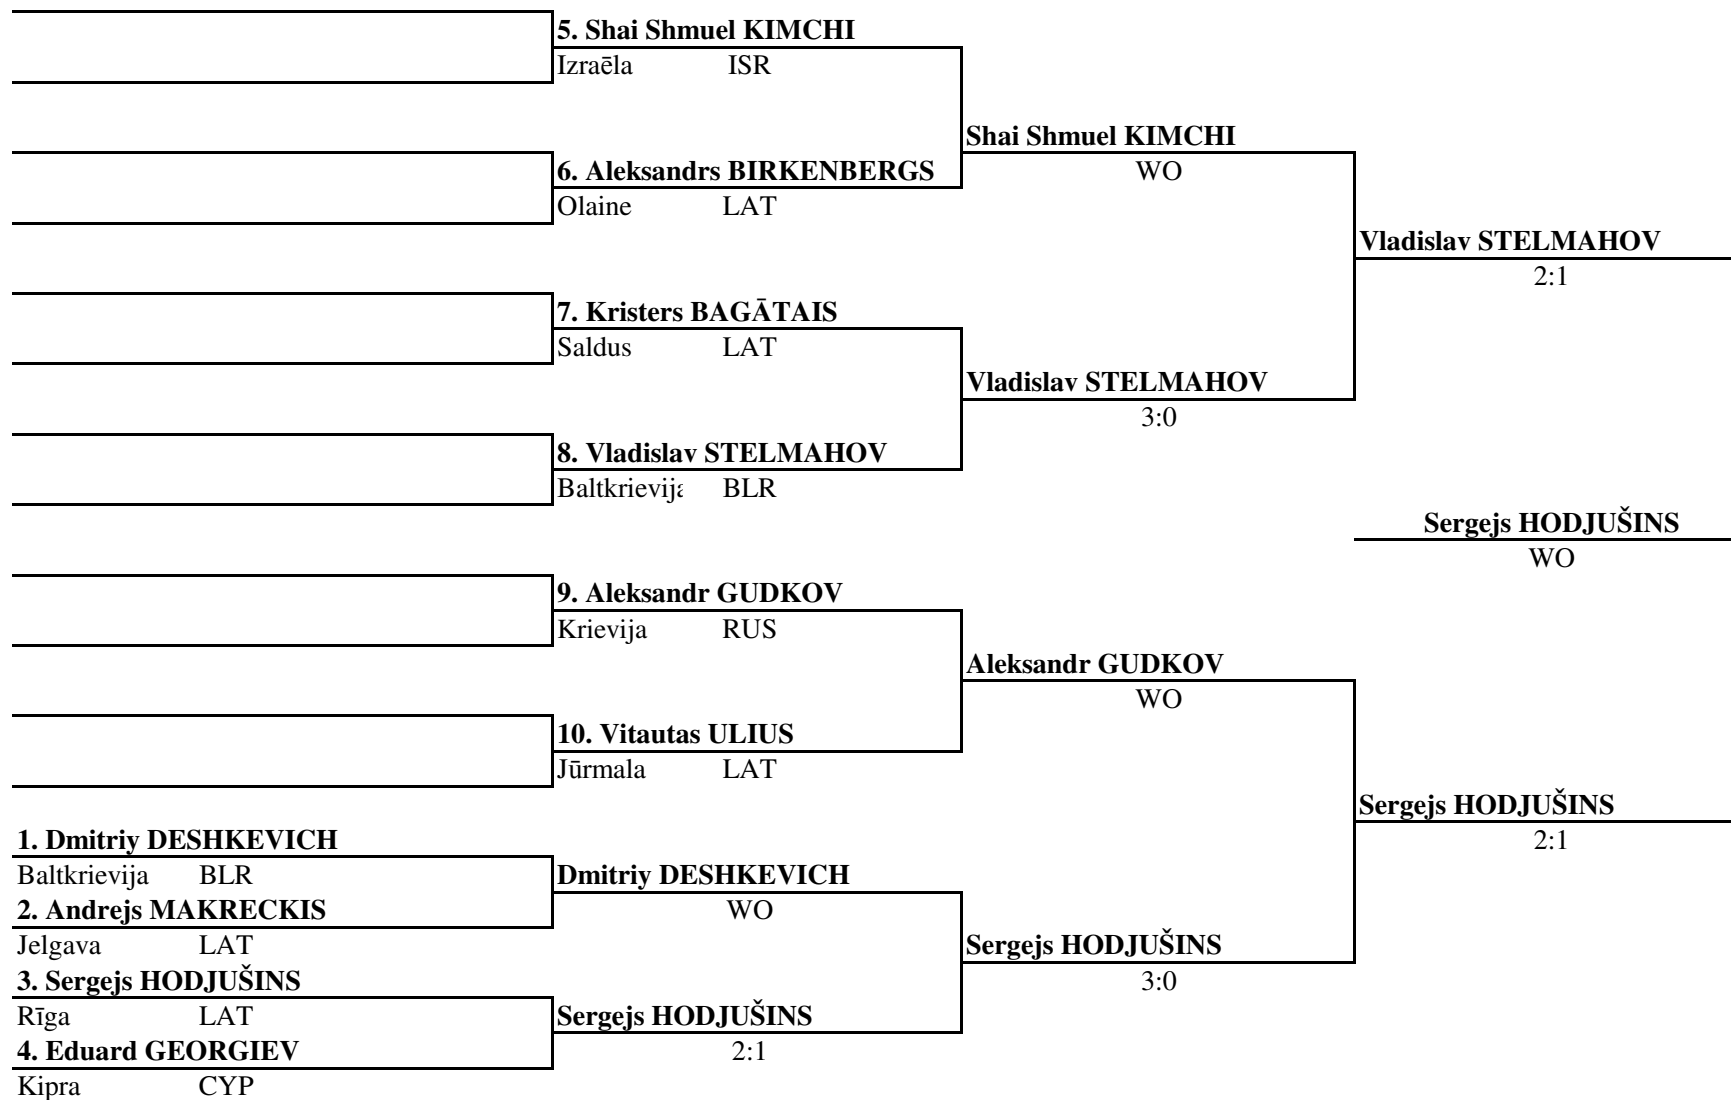 5. Shai Shmuel KIMCHI
Izraēla ISR
Shai Shmuel KIMCHI
WO
6. Aleksandrs BIRKENBERGS
Olaine LAT
Vladislav STELMAHOV
2:1
7. Kristers BAGĀTAIS
Saldus LAT
Vladislav STELMAHOV
3:0
8. Vladislav STELMAHOV
Baltkrievija BLR
Sergejs HODJUŠINS
WO
9. Aleksandr GUDKOV
Krievija RUS
Aleksandr GUDKOV
WO
10. Vitautas ULIUS
Jūrmala LAT
Sergejs HODJUŠINS
2:1
1. Dmitriy DESHKEVICH
Baltkrievija BLR
Dmitriy DESHKEVICH
WO
2. Andrejs MAKRECKIS
Jelgava LAT
Sergejs HODJUŠINS
3:0
3. Sergejs HODJUŠINS
Rīga LAT
Sergejs HODJUŠINS
2:1
4. Eduard GEORGIEV
Kipra CYP